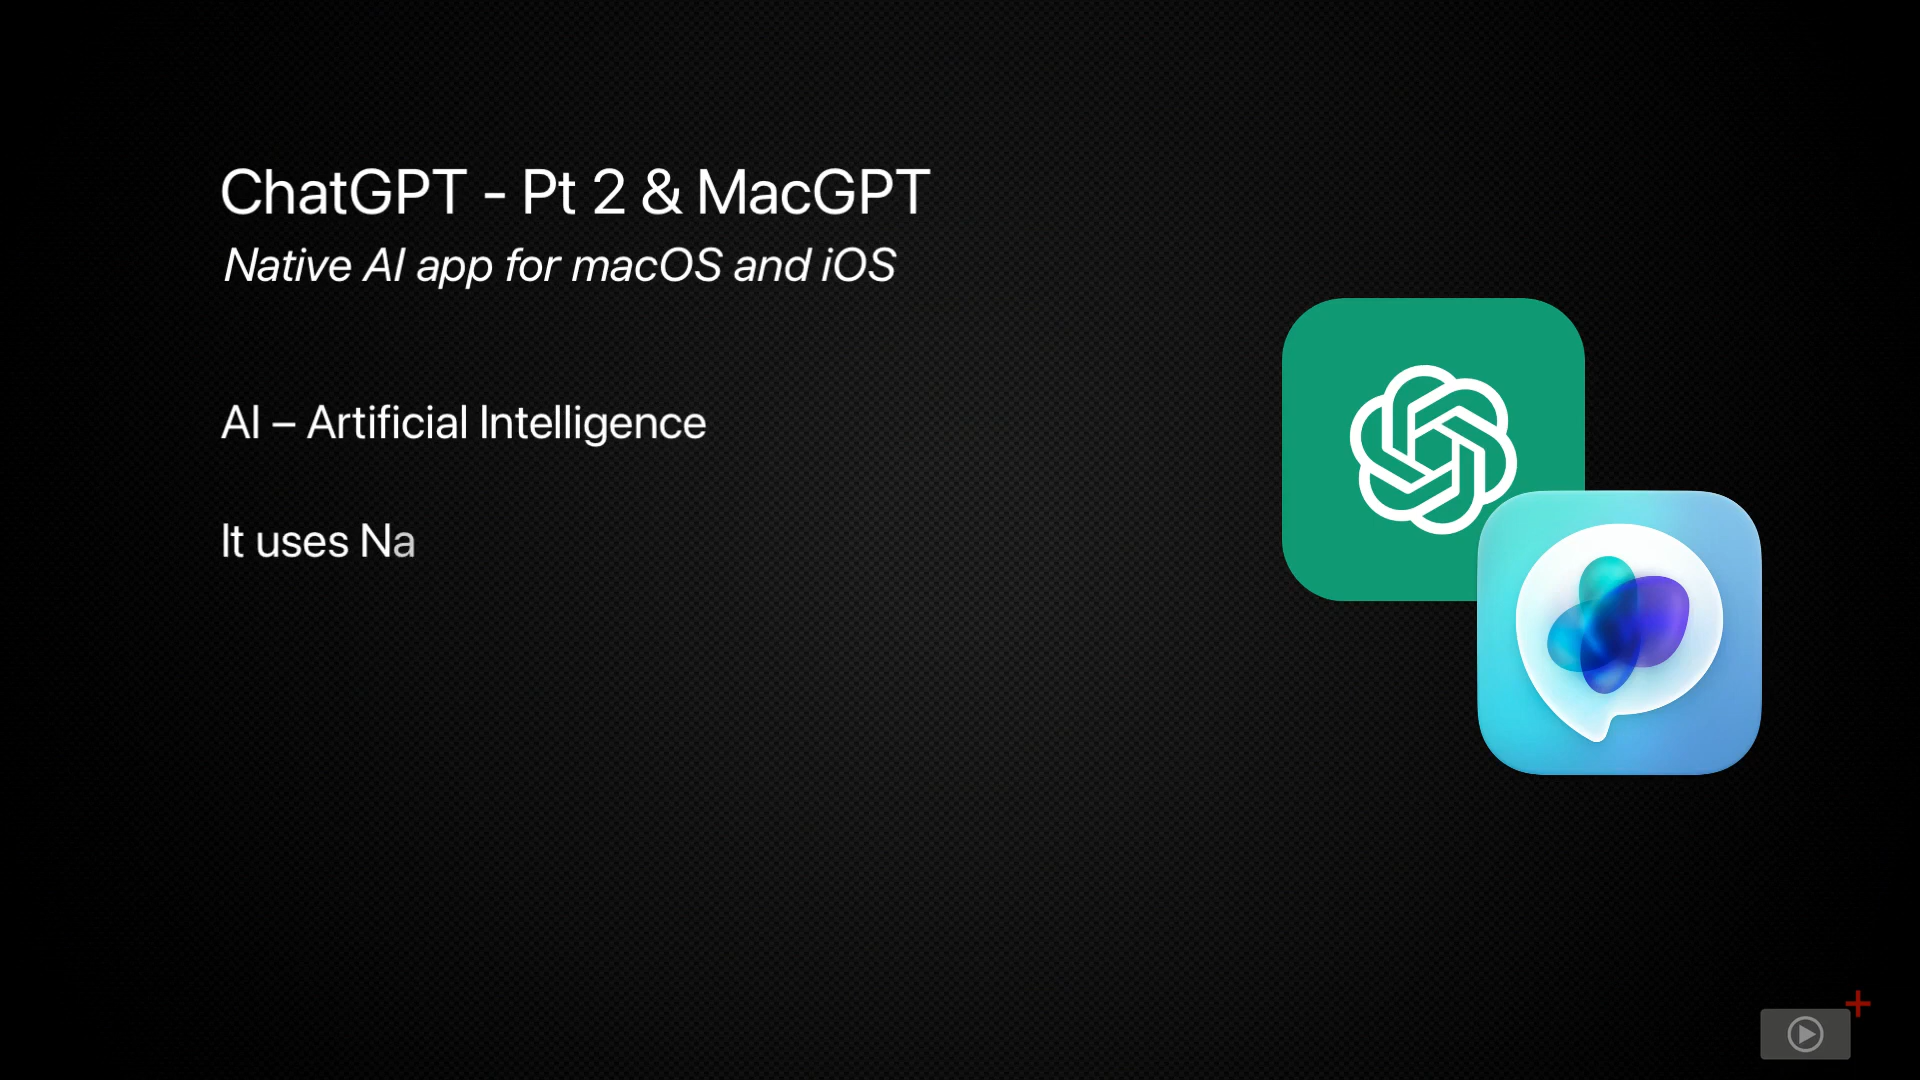 ChatGPT - Pt 2 & MacGPT
Native AI app for macOS and iOS
AI – Artificial Intelligence
It uses Na